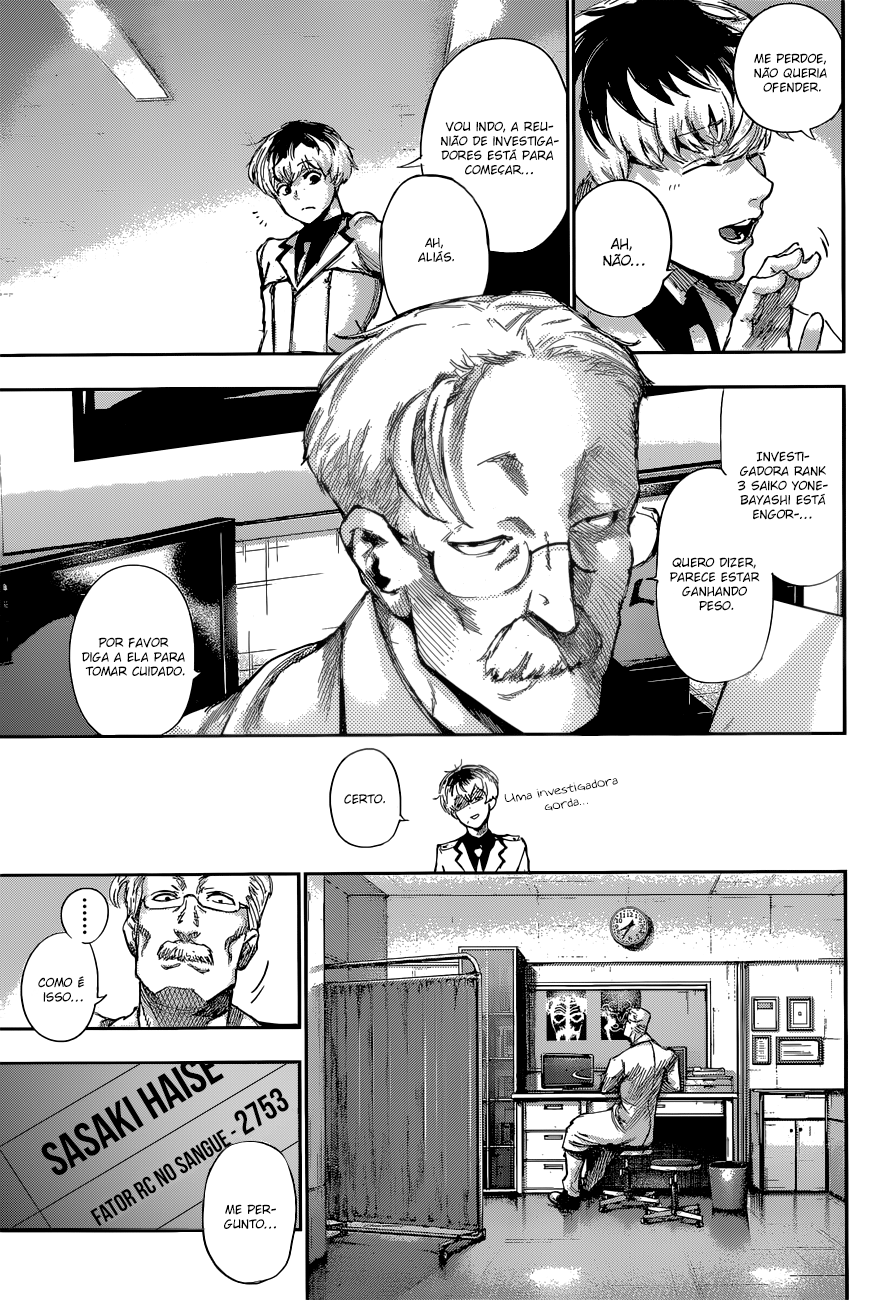 ME PERDOE,
NÃO QUERIA
OFENDER.
AH,
NÃO...
VOU INDO, A REU-
NIÃO DE INVESTIGA-
DORES ESTÁ PARA
COMEÇAR...
AH,
ALIÁS.
INVESTI-
GADORA RANK
3 SAIKO YONE-
BAYASHI ESTÁ
ENGOR-...
QUERO DIZER,
PARECE ESTAR
GANHANDO
PESO.
POR FAVOR
DIGA A ELA PARA
TOMAR CUIDADO.
Uma investigadora
gorda...
CERTO.
......
COMO É
ISSO...
SASAKI HAISE
FATOR RC NO SANGUE - 2753
ME PER-
GUNTO...